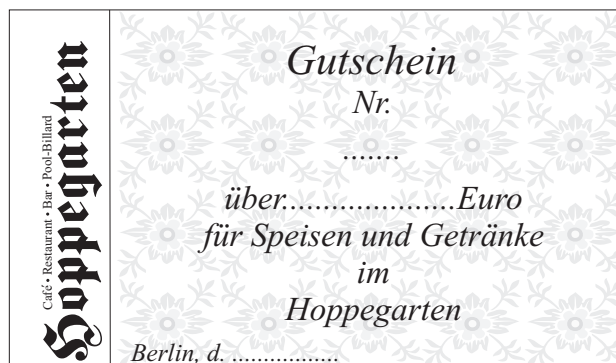 Café • Restaurant • Bar • Pool-Billard
Hoppegarten
Gutschein
Nr.
.......
über.....................Euro
für Speisen und Getränke
im
Hoppegarten
Berlin, d. .................